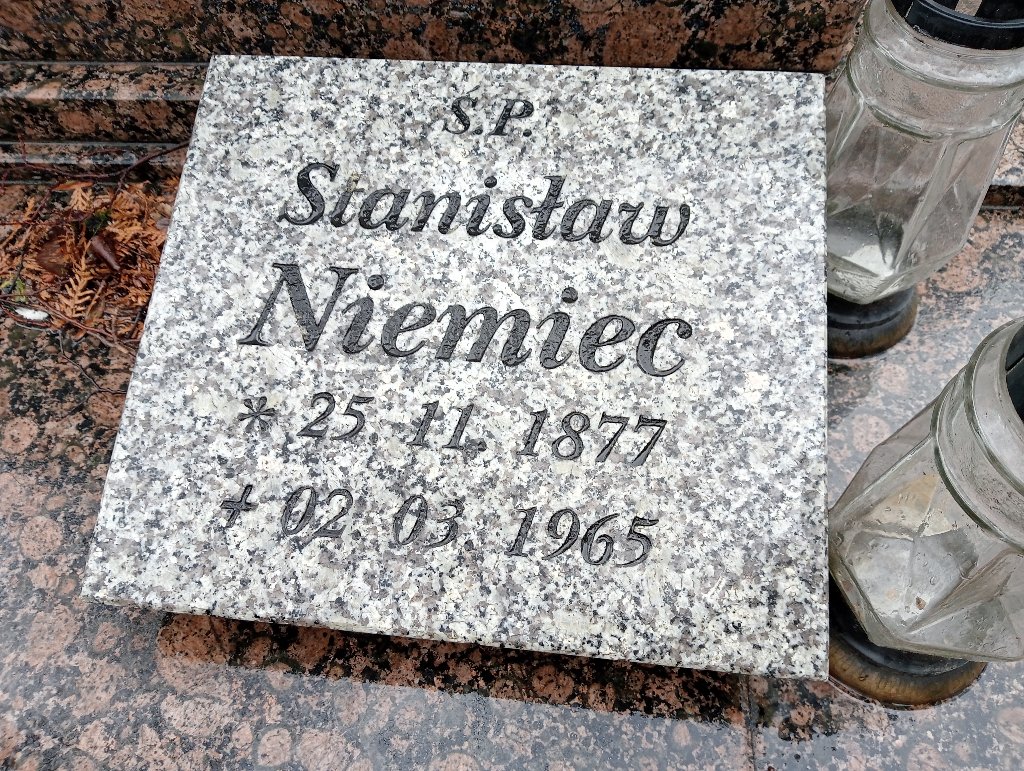 Ś.P.
Stanisław
Niemiec
* 25 11. 1877
+ 02 03 1965